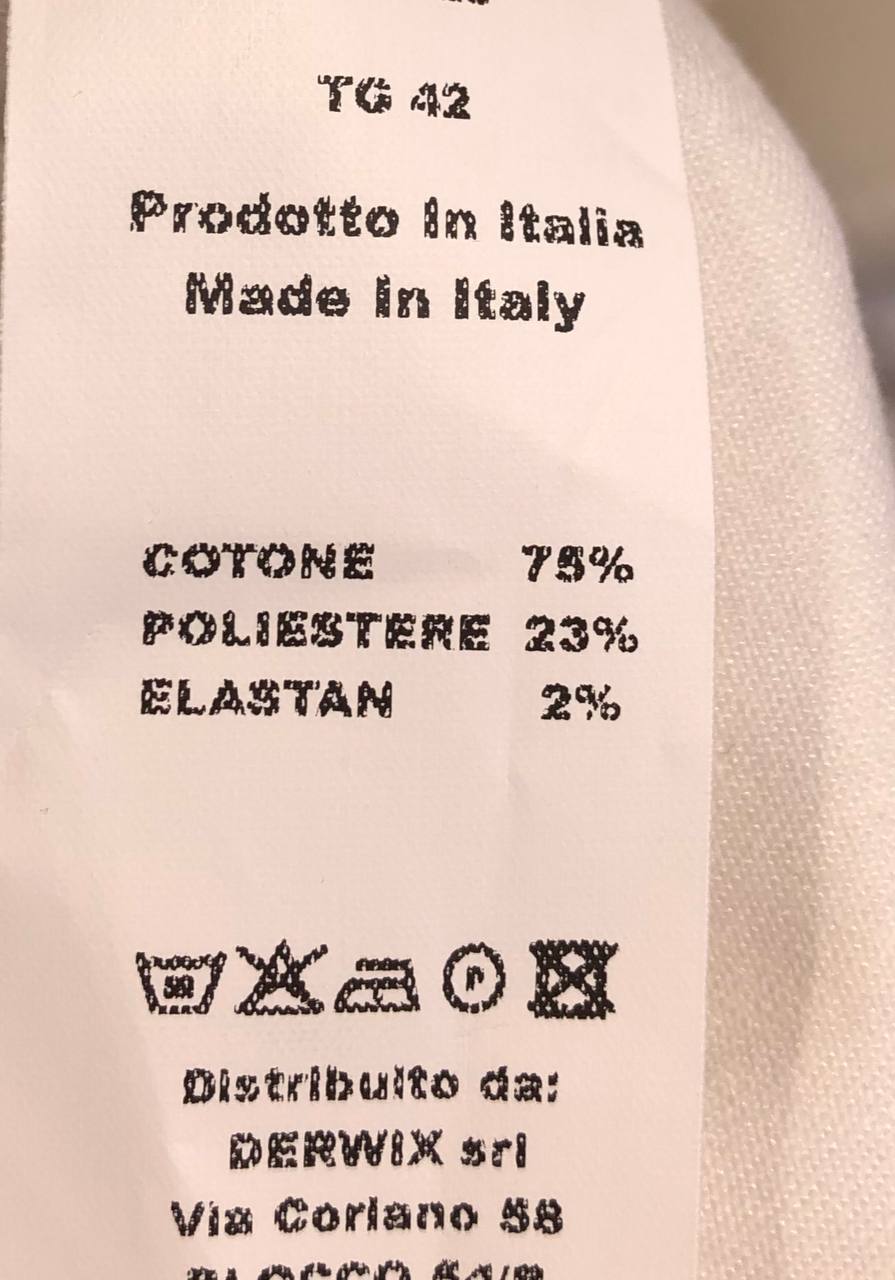 TG 42
Prodotto In Italia
Made In Italy
COTONE 75%
POLIESTERE 23%
ELASTAN 2%
P
Distribuito da:
DERWIX srl
Via Coriano 58